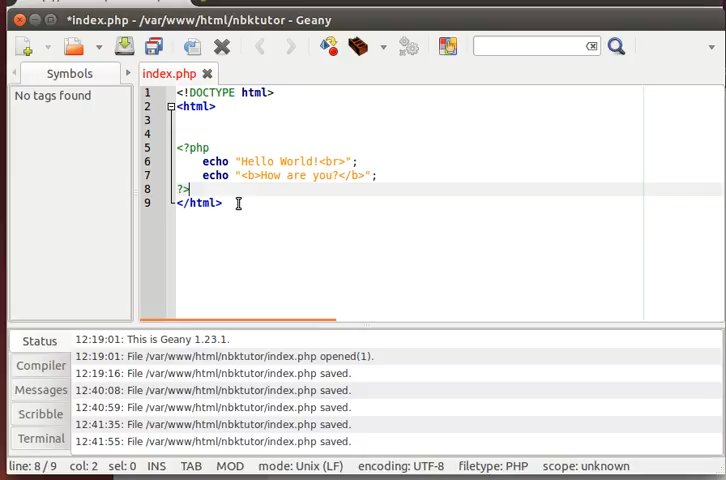 *index.php - /var/www/html/nbktutor - Geany
Symbols
index.php
No tags found
1 <!DOCTYPE html>
2 <html>
3
4
5 <?php
6 echo "Hello World!<br>";
7 echo "<b>How are you?</b>";
8 ?>
9 </html>
Status
Compiler
Messages
Scribble
Terminal
12:19:01: This is Geany 1.23.1.
12:19:01: File /var/www/html/nbktutor/index.php opened(1).
12:19:16: File /var/www/html/nbktutor/index.php saved.
12:40:08: File /var/www/html/nbktutor/index.php saved.
12:40:59: File /var/www/html/nbktutor/index.php saved.
12:41:35: File /var/www/html/nbktutor/index.php saved.
12:41:55: File /var/www/html/nbktutor/index.php saved.
line: 8 / 9 col: 2 sel: 0 INS TAB MOD mode: Unix (LF) encoding: UTF-8 filetype: PHP scope: unknown